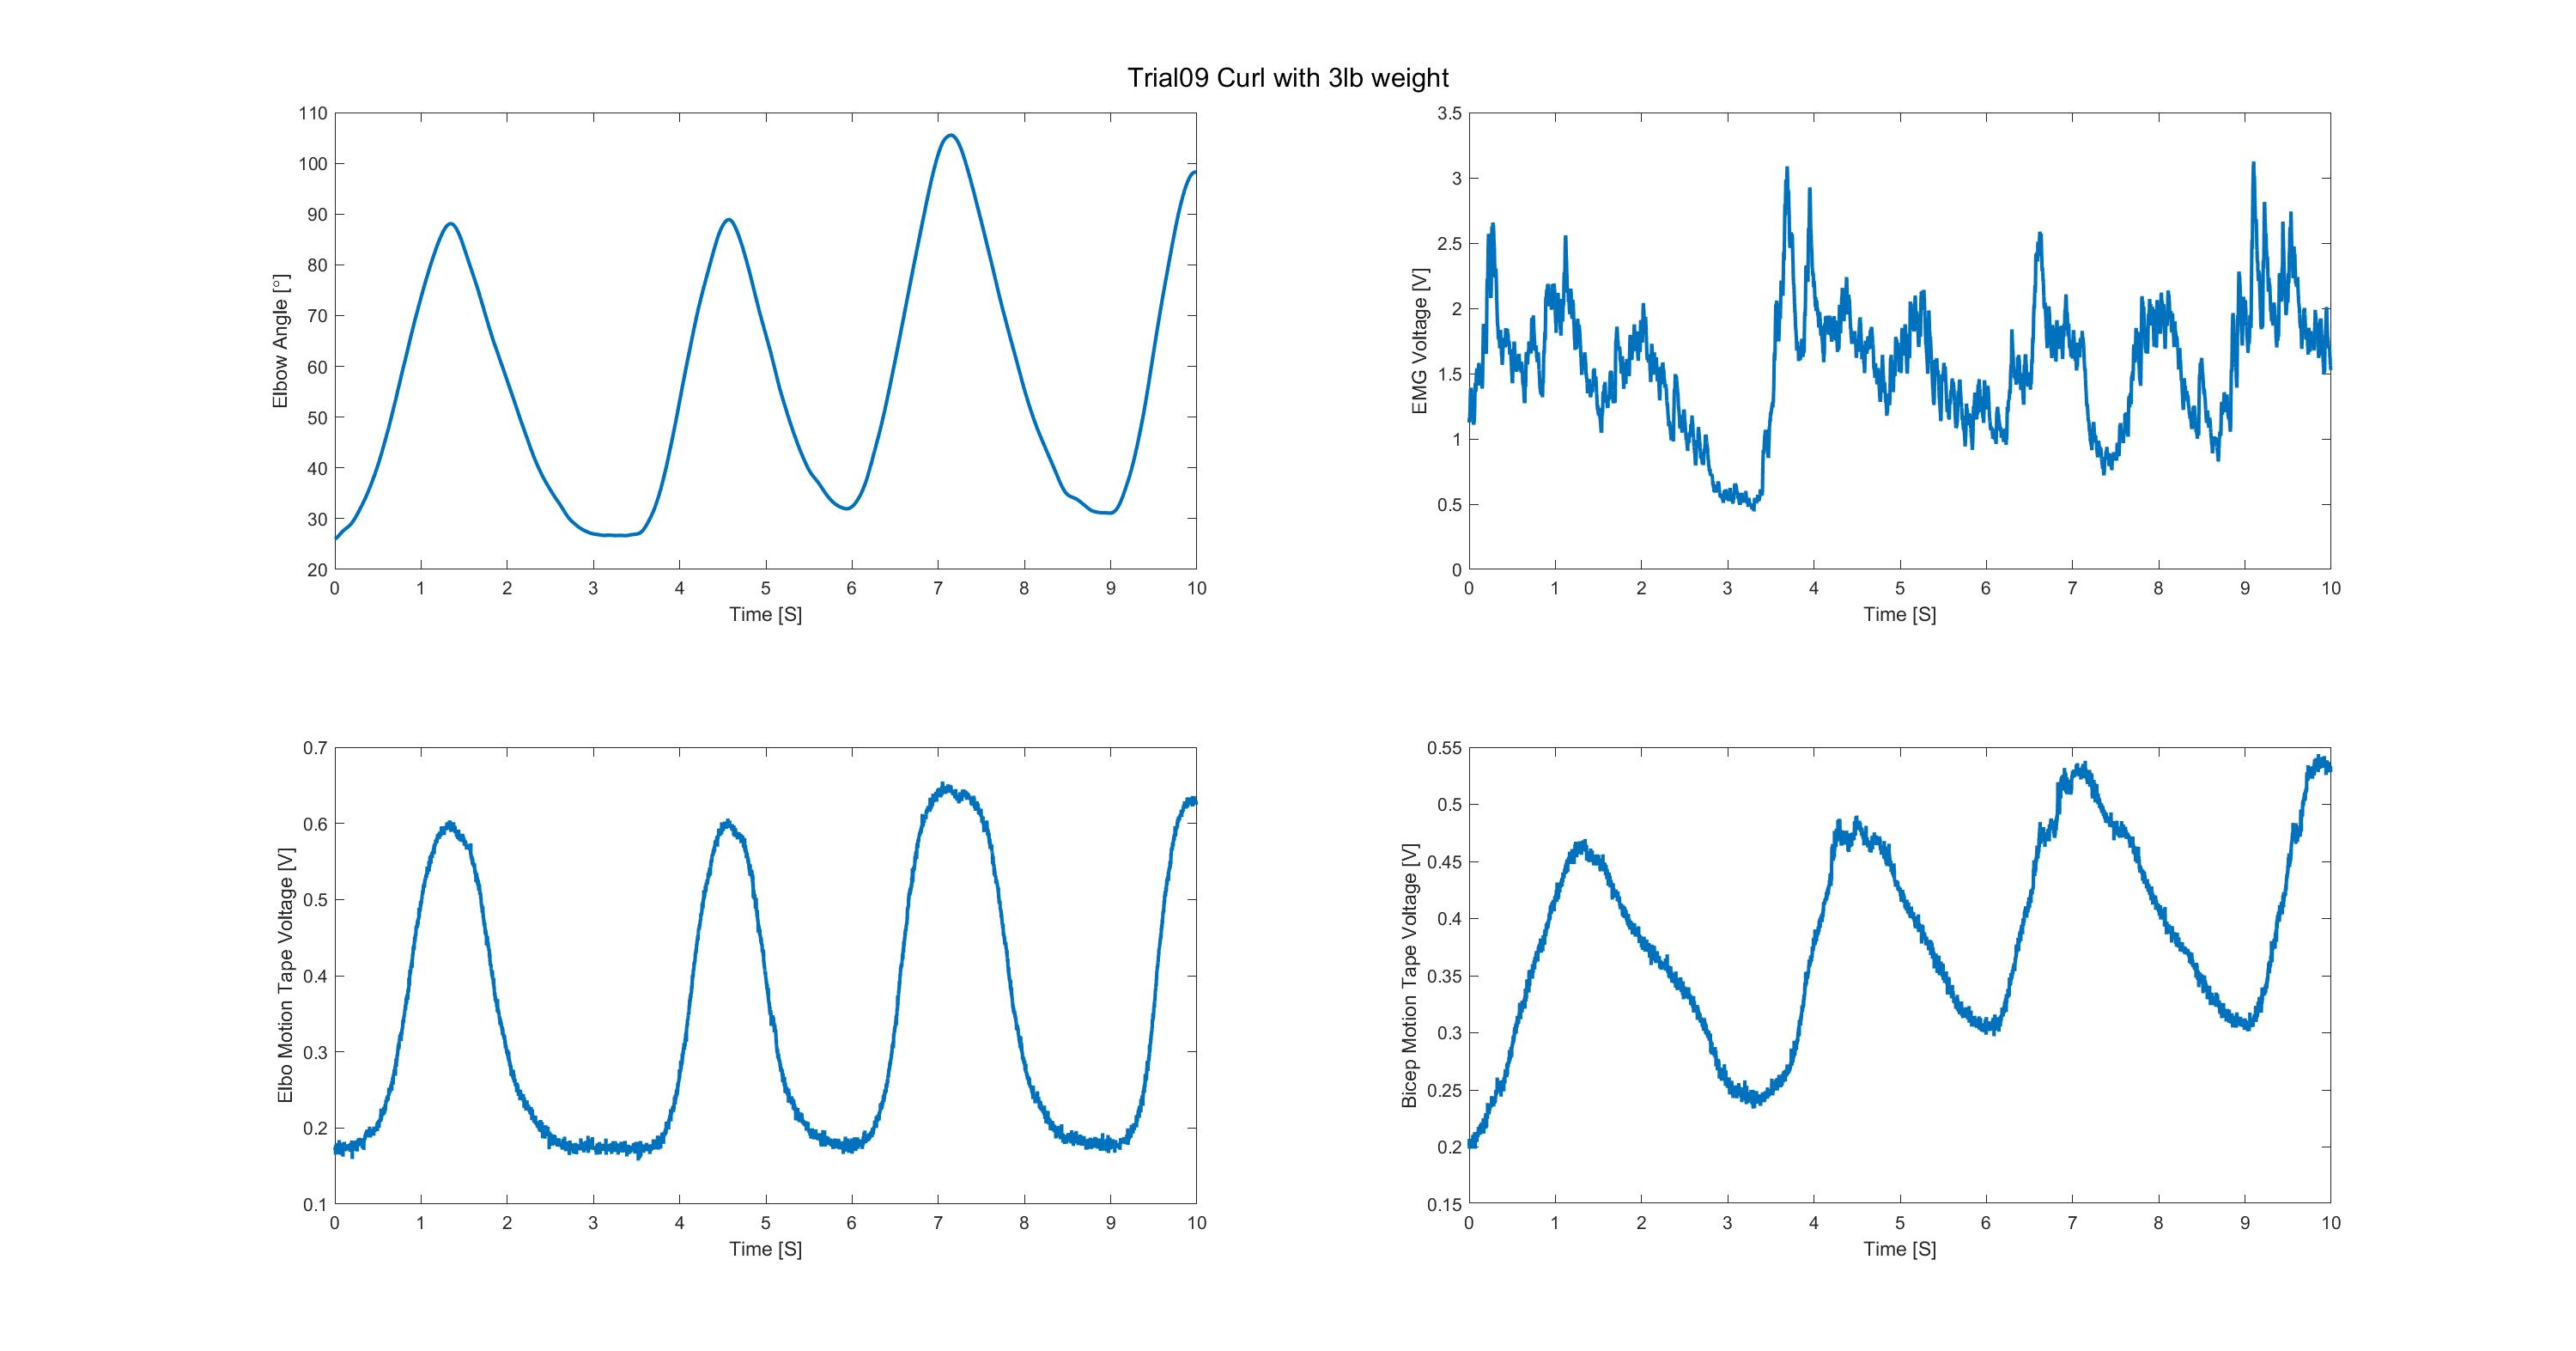 Trial09 Curl with 3lb weight
110
100
90
80
70
60
50
40
30
20
Elbow Angle [°]
0 1 2 3 4 5 6 7 8 9 10
Time [S]
3.5
3
2.5
2
1.5
1
0.5
0
EMG Voltage [V]
0 1 2 3 4 5 6 7 8 9 10
Time [S]
0.7
0.6
0.5
0.4
0.3
0.2
0.1
Elbo Motion Tape Voltage [V]
0 1 2 3 4 5 6 7 8 9 10
Time [S]
0.55
0.5
0.45
0.4
0.35
0.3
0.25
0.2
0.15
Bicep Motion Tape Voltage [V]
0 1 2 3 4 5 6 7 8 9 10
Time [S]